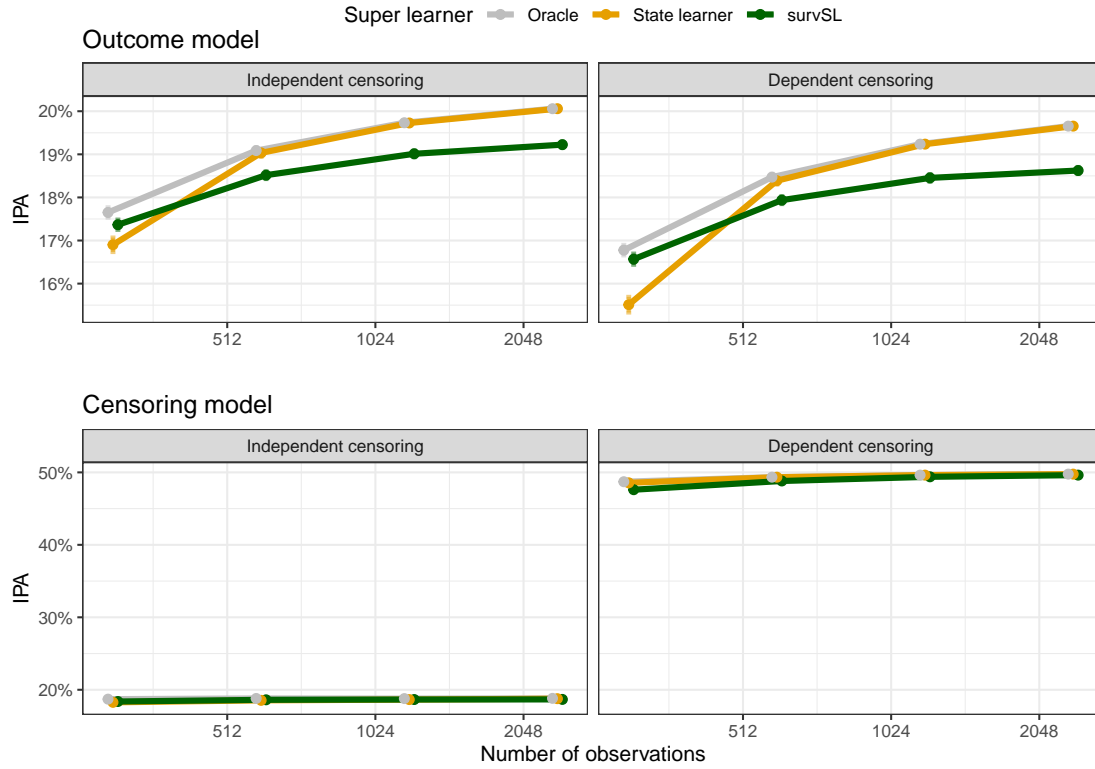 Super learner Oracle State learner survSL
Outcome model
Independent censoring Dependent censoring
20%
19%
18%
17%
16%
IPA
512 1024 2048 512 1024 2048
Censoring model
Independent censoring Dependent censoring
50%
40%
30%
20%
IPA
512 1024 2048 512 1024 2048
Number of observations